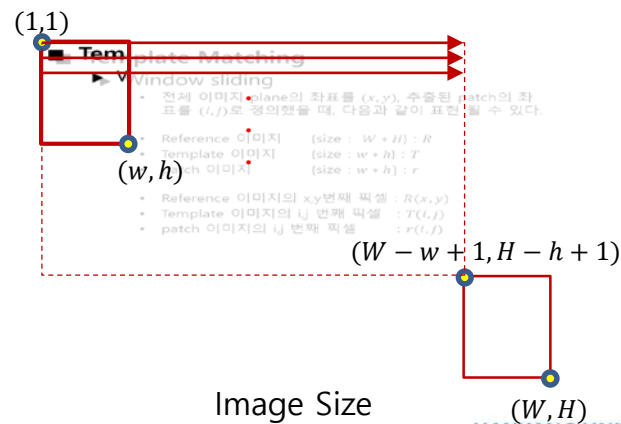 (1,1)
Template Matching
Window sliding
• 전체 이미지 plane의 좌표를 (x, y), 추출된 patch의 좌
표를 (i, j)로 정의했을 때, 다음과 같이 표현 될 수 있다.
• Reference 이미지 (size : W * H) : R
• Template 이미지 (size : w * h) : T
• patch 이미지 (size : w * h) : r
(w, h)
• Reference 이미지의 x,y번째 픽셀 : R(x, y)
• Template 이미지의 i,j 번째 픽셀 : T(i, j)
• patch 이미지의 i,j 번째 픽셀 : r(i, j)
(W − w + 1, H − h + 1)
Image Size
(W, H)